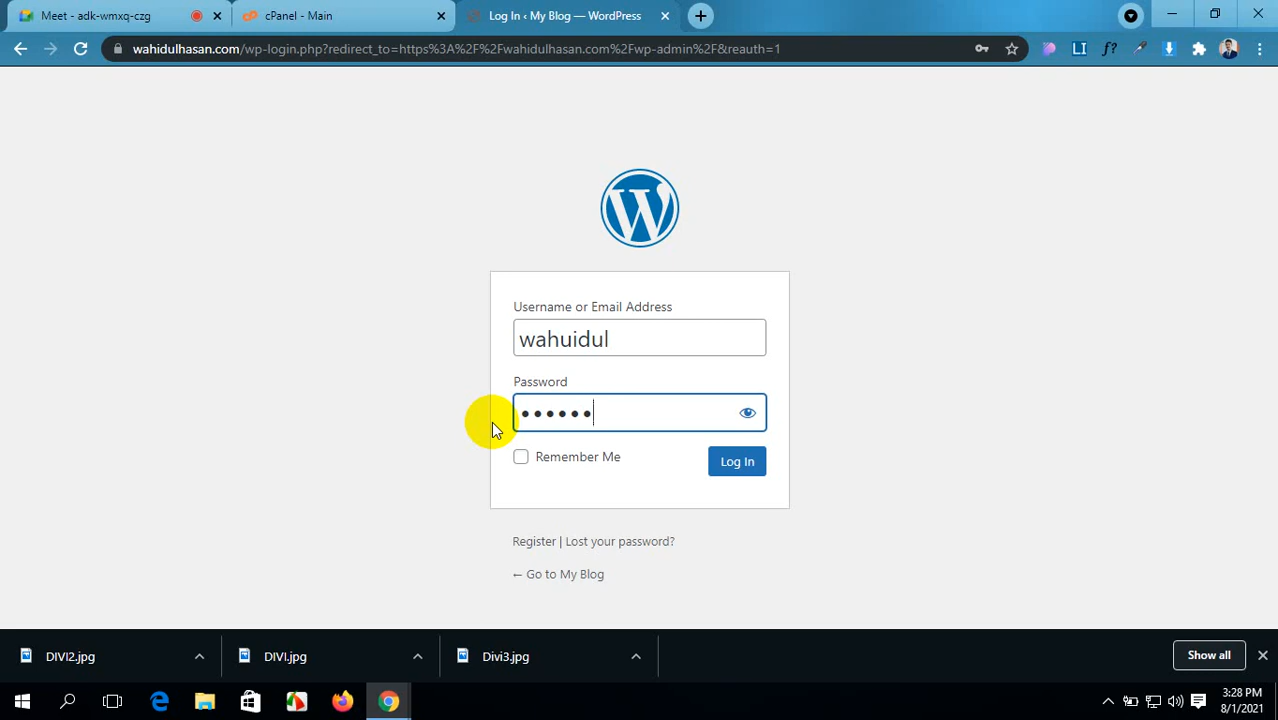 Meet - adk-wmxq-czg
cPanel - Main
Log In ‹ My Blog — WordPress
wahidulhasan.com/wp-login.php?redirect_to=https%3A%2F%2Fwahidulhasan.com%2Fwp-admin%2F&reauth=1
Username or Email Address
wahuidul
Password
Remember Me
Log In
Register | Lost your password?
← Go to My Blog
DIVI2.jpg
DIVI.jpg
Divi3.jpg
Show all
3:28 PM
8/1/2021